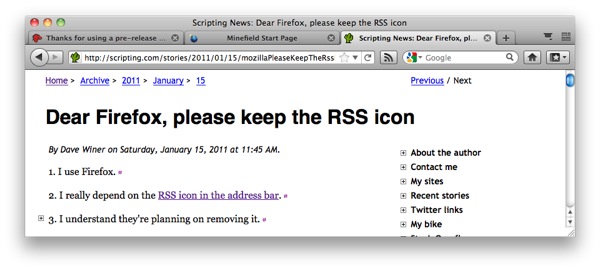 Scripting News: Dear Firefox, please keep the RSS icon
Thanks for using a pre-release ...
Minefield Start Page
Scripting News: Dear Firefox, pl...
http://scripting.com/stories/2011/01/15/mozillaPleaseKeepTheRss
Google
Home > Archive > 2011 > January > 15
Previous / Next
Dear Firefox, please keep the RSS icon
By Dave Winer on Saturday, January 15, 2011 at 11:45 AM.
1. I use Firefox. #
2. I really depend on the RSS icon in the address bar. #
3. I understand they're planning on removing it. #
About the author
Contact me
My sites
Recent stories
Twitter links
My bike